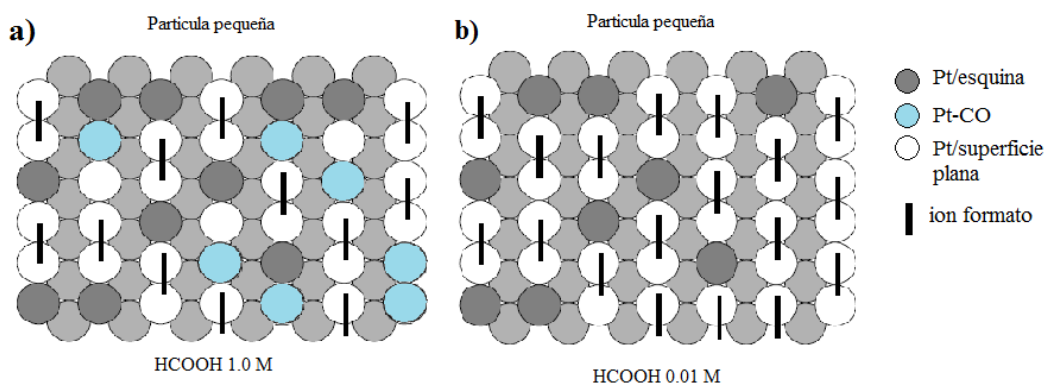 a)
Particula pequeña
HCOOH 1.0 M
b)
Particula pequeña
HCOOH 0.01 M
Pt/esquina
Pt-CO
Pt/superficie
plana
ion formato